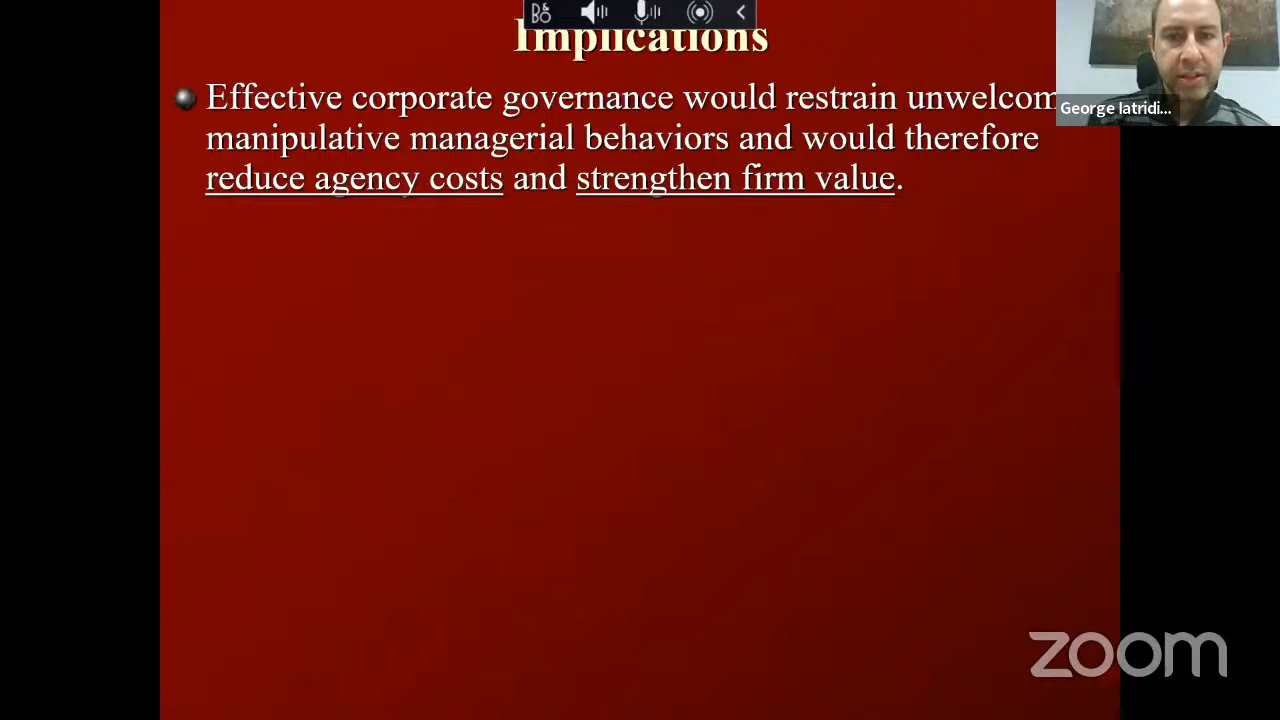 Implications
Effective corporate governance would restrain unwelcom
George Iatridi...
manipulative managerial behaviors and would therefore
reduce agency costs and strengthen firm value.
zoom